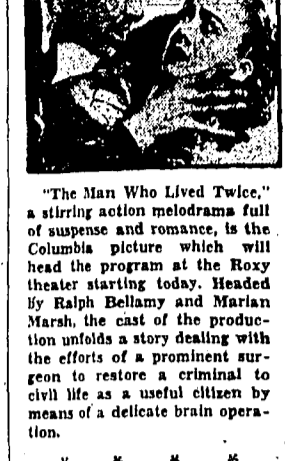 "The Man Who Lived Twice,"
a stirring action melodrama full
of suspense and romance, is the
Columbia picture which will
head the program at the Roxy
theater starting today. Headed
by Ralph Bellamy and Marian
Marsh, the cast of the produc-
tion unfolds a story dealing with
the efforts of a prominent sur-
geon to restore a criminal to
civil life as a useful citizen by
means of a delicate brain opera-
tion.
* * * *